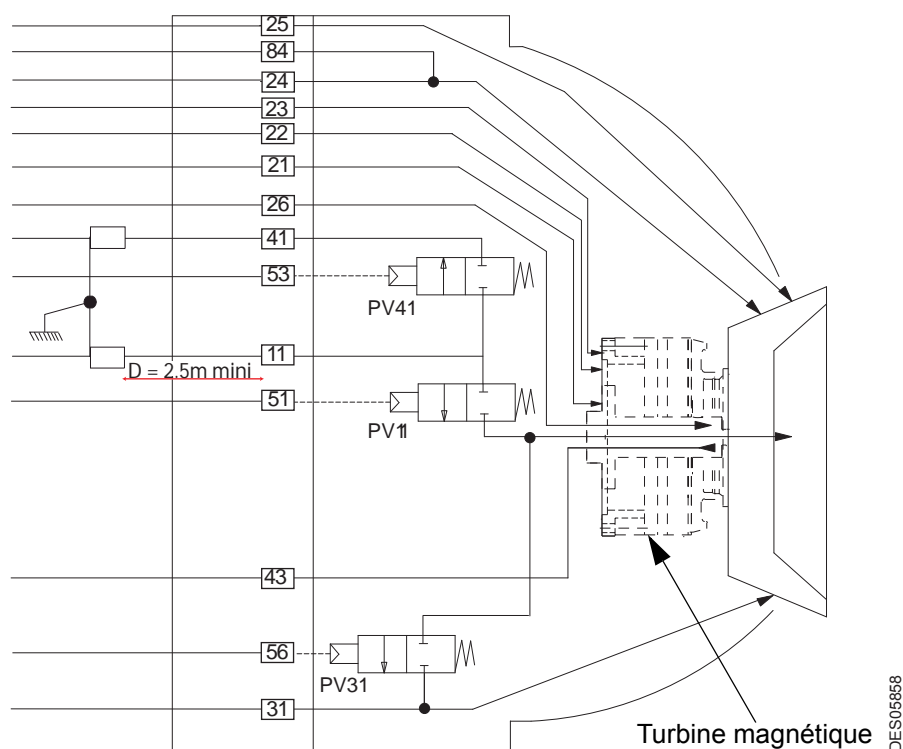 25
84
24
23
22
21
26
41
53
PV41
11
D = 2.5m mini
51
PV11
43
56
PV31
31
Turbine magnétique
DES05858